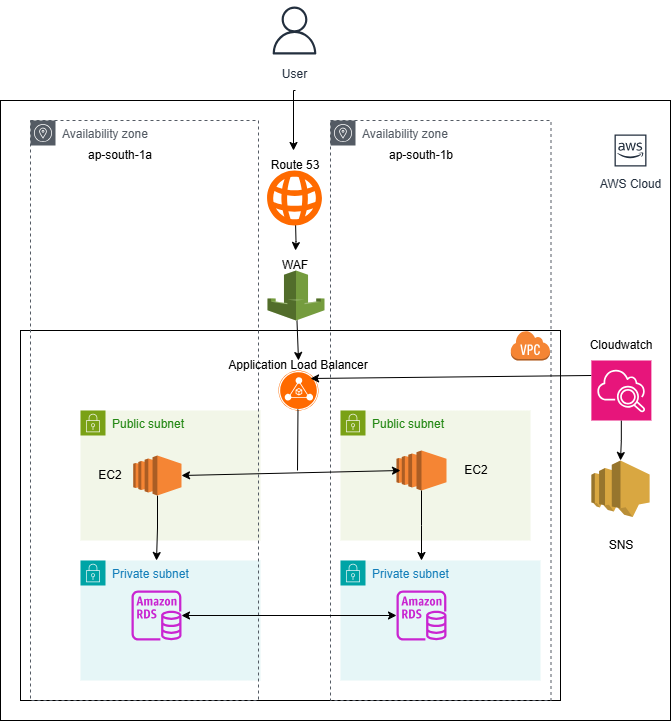 User
Availability zone
ap-south-1a
Availability zone
ap-south-1b
aws
AWS Cloud
Route 53
WAF
VPC
Application Load Balancer
Cloudwatch
Public subnet
Public subnet
EC2
EC2
SNS
Private subnet
Private subnet
Amazon
RDS
Amazon
RDS